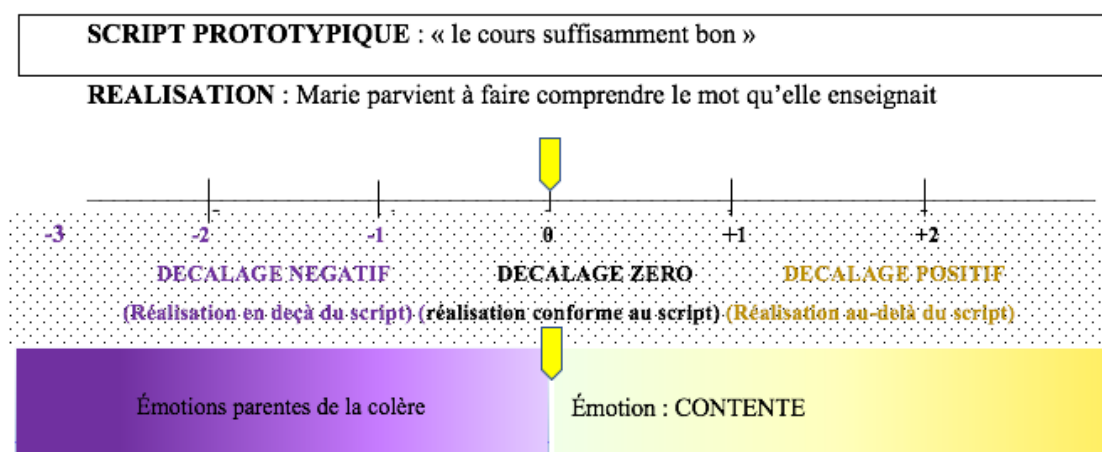 SCRIPT PROTOTYPIQUE : « le cours suffisamment bon »
REALISATION : Marie parvient à faire comprendre le mot qu’elle enseignait
-3 -2 -1 0 +1 +2
DECALAGE NEGATIF DECALAGE ZERO DECALAGE POSITIF
(Réalisation en deçà du script) (réalisation conforme au script) (Réalisation au-delà du script)
Émotions parentes de la colère Émotion : CONTENTE